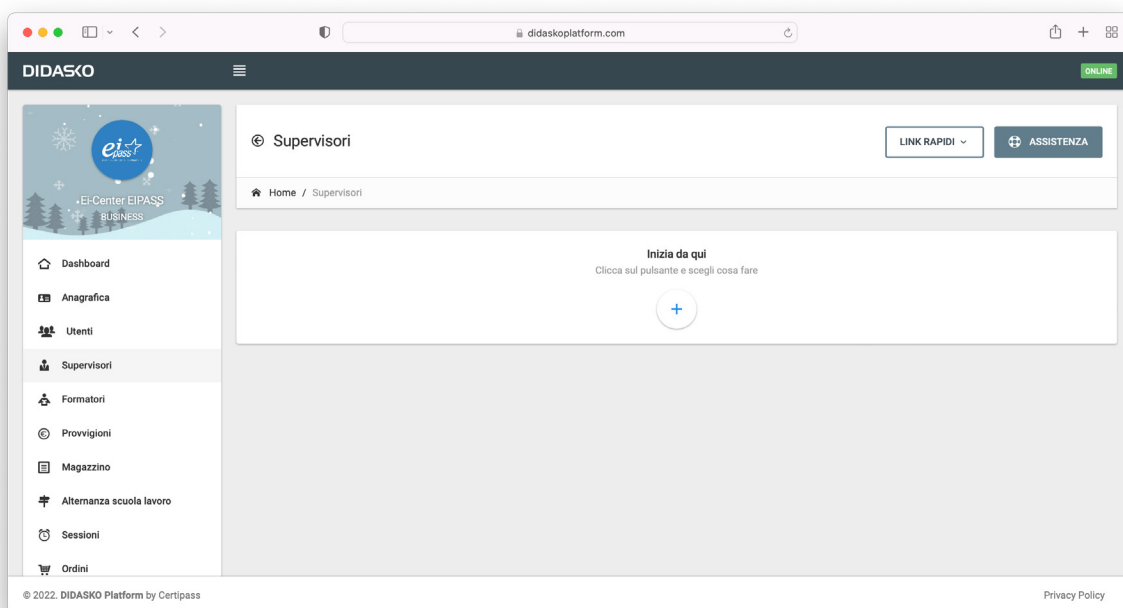 didaskoplatform.com
DIDASKO
ONLINE
ei pass
Ei-Center EIPASS
BUSINESS
Supervisori
LINK RAPIDI
ASSISTENZA
Home / Supervisori
Inizia da qui
Clicca sul pulsante e scegli cosa fare
+
Dashboard
Anagrafica
Utenti
Supervisori
Formatori
Provvigioni
Magazzino
Alternanza scuola lavoro
Sessioni
Ordini
© 2022. DIDASKO Platform by Certipass
Privacy Policy